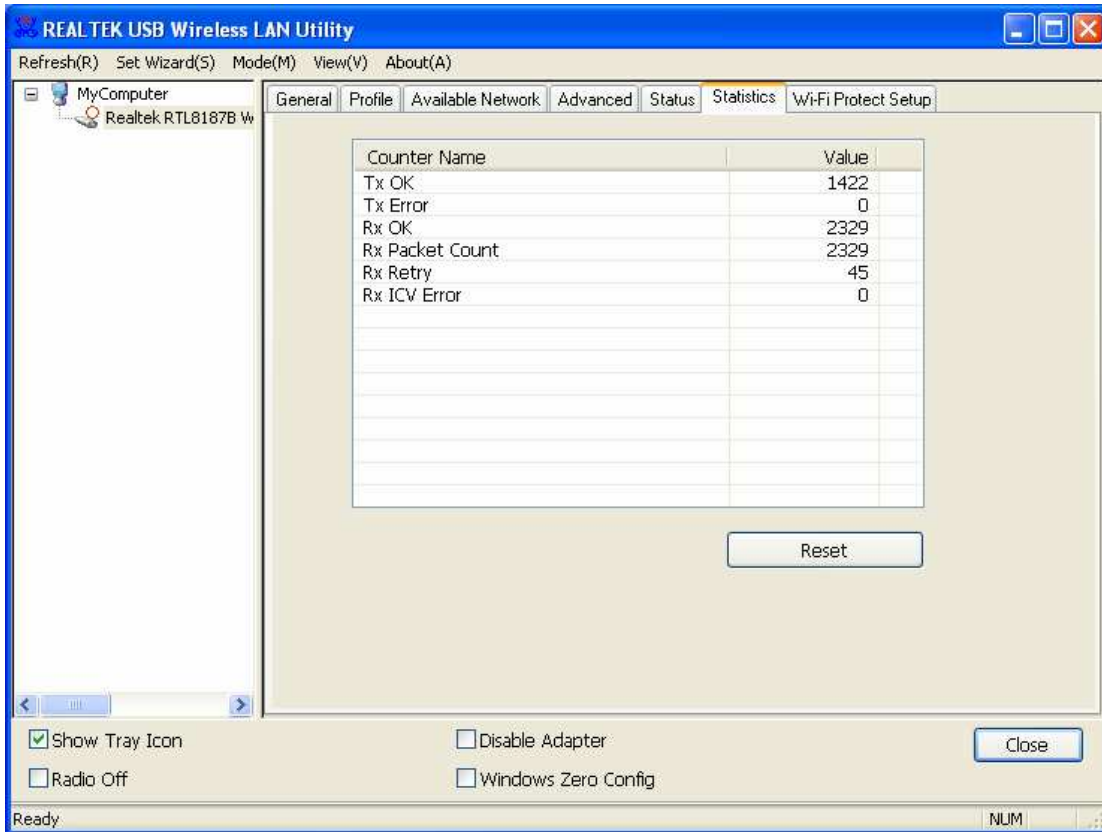 REALTEK USB Wireless LAN Utility
Refresh(R) Set Wizard(S) Mode(M) View(V) About(A)
MyComputer
Realtek RTL8187B W
General Profile Available Network Advanced Status Statistics Wi-Fi Protect Setup
Counter Name Value
Tx OK 1422
Tx Error 0
Rx OK 2329
Rx Packet Count 2329
Rx Retry 45
Rx ICV Error 0
Reset
Show Tray Icon Disable Adapter Close
Radio Off Windows Zero Config
Ready NUM